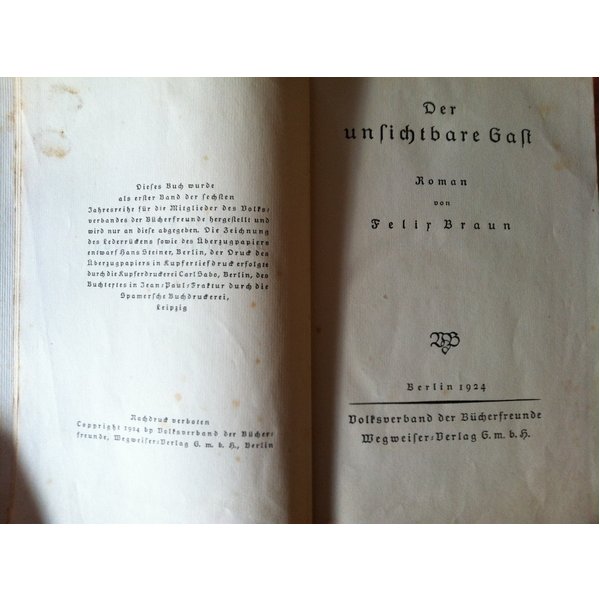 Dieses Buch wurde
als erster Band der sechsten
Jahresreihe für die Mitglieder des Volks-
verbandes der Bücherfreunde hergestellt und
wird nur an diese abgegeben. Die Zeichnung
des Lederrückens sowie des Überzugpapiers
entwarf Hans Steiner, Berlin, der Druck des
Überzugpapiers in Kupfertiefdruck erfolgte
durch die Kupferdruckerei Carl Sabo, Berlin, des
Buchtextes in Jean-Paul-Fraktur durch die
Spamersche Buchdruckerei,
Leipzig
Nachdruck verboten
Copyright 1924 by Volksverband der Bücher-
freunde, Wegweiser-Verlag G. m. b. H., Berlin
Der
unsichtbare Gast
Roman
von
Felix Braun
VB
Berlin 1924
Volksverband der Bücherfreunde
Wegweiser-Verlag G. m. b. H.